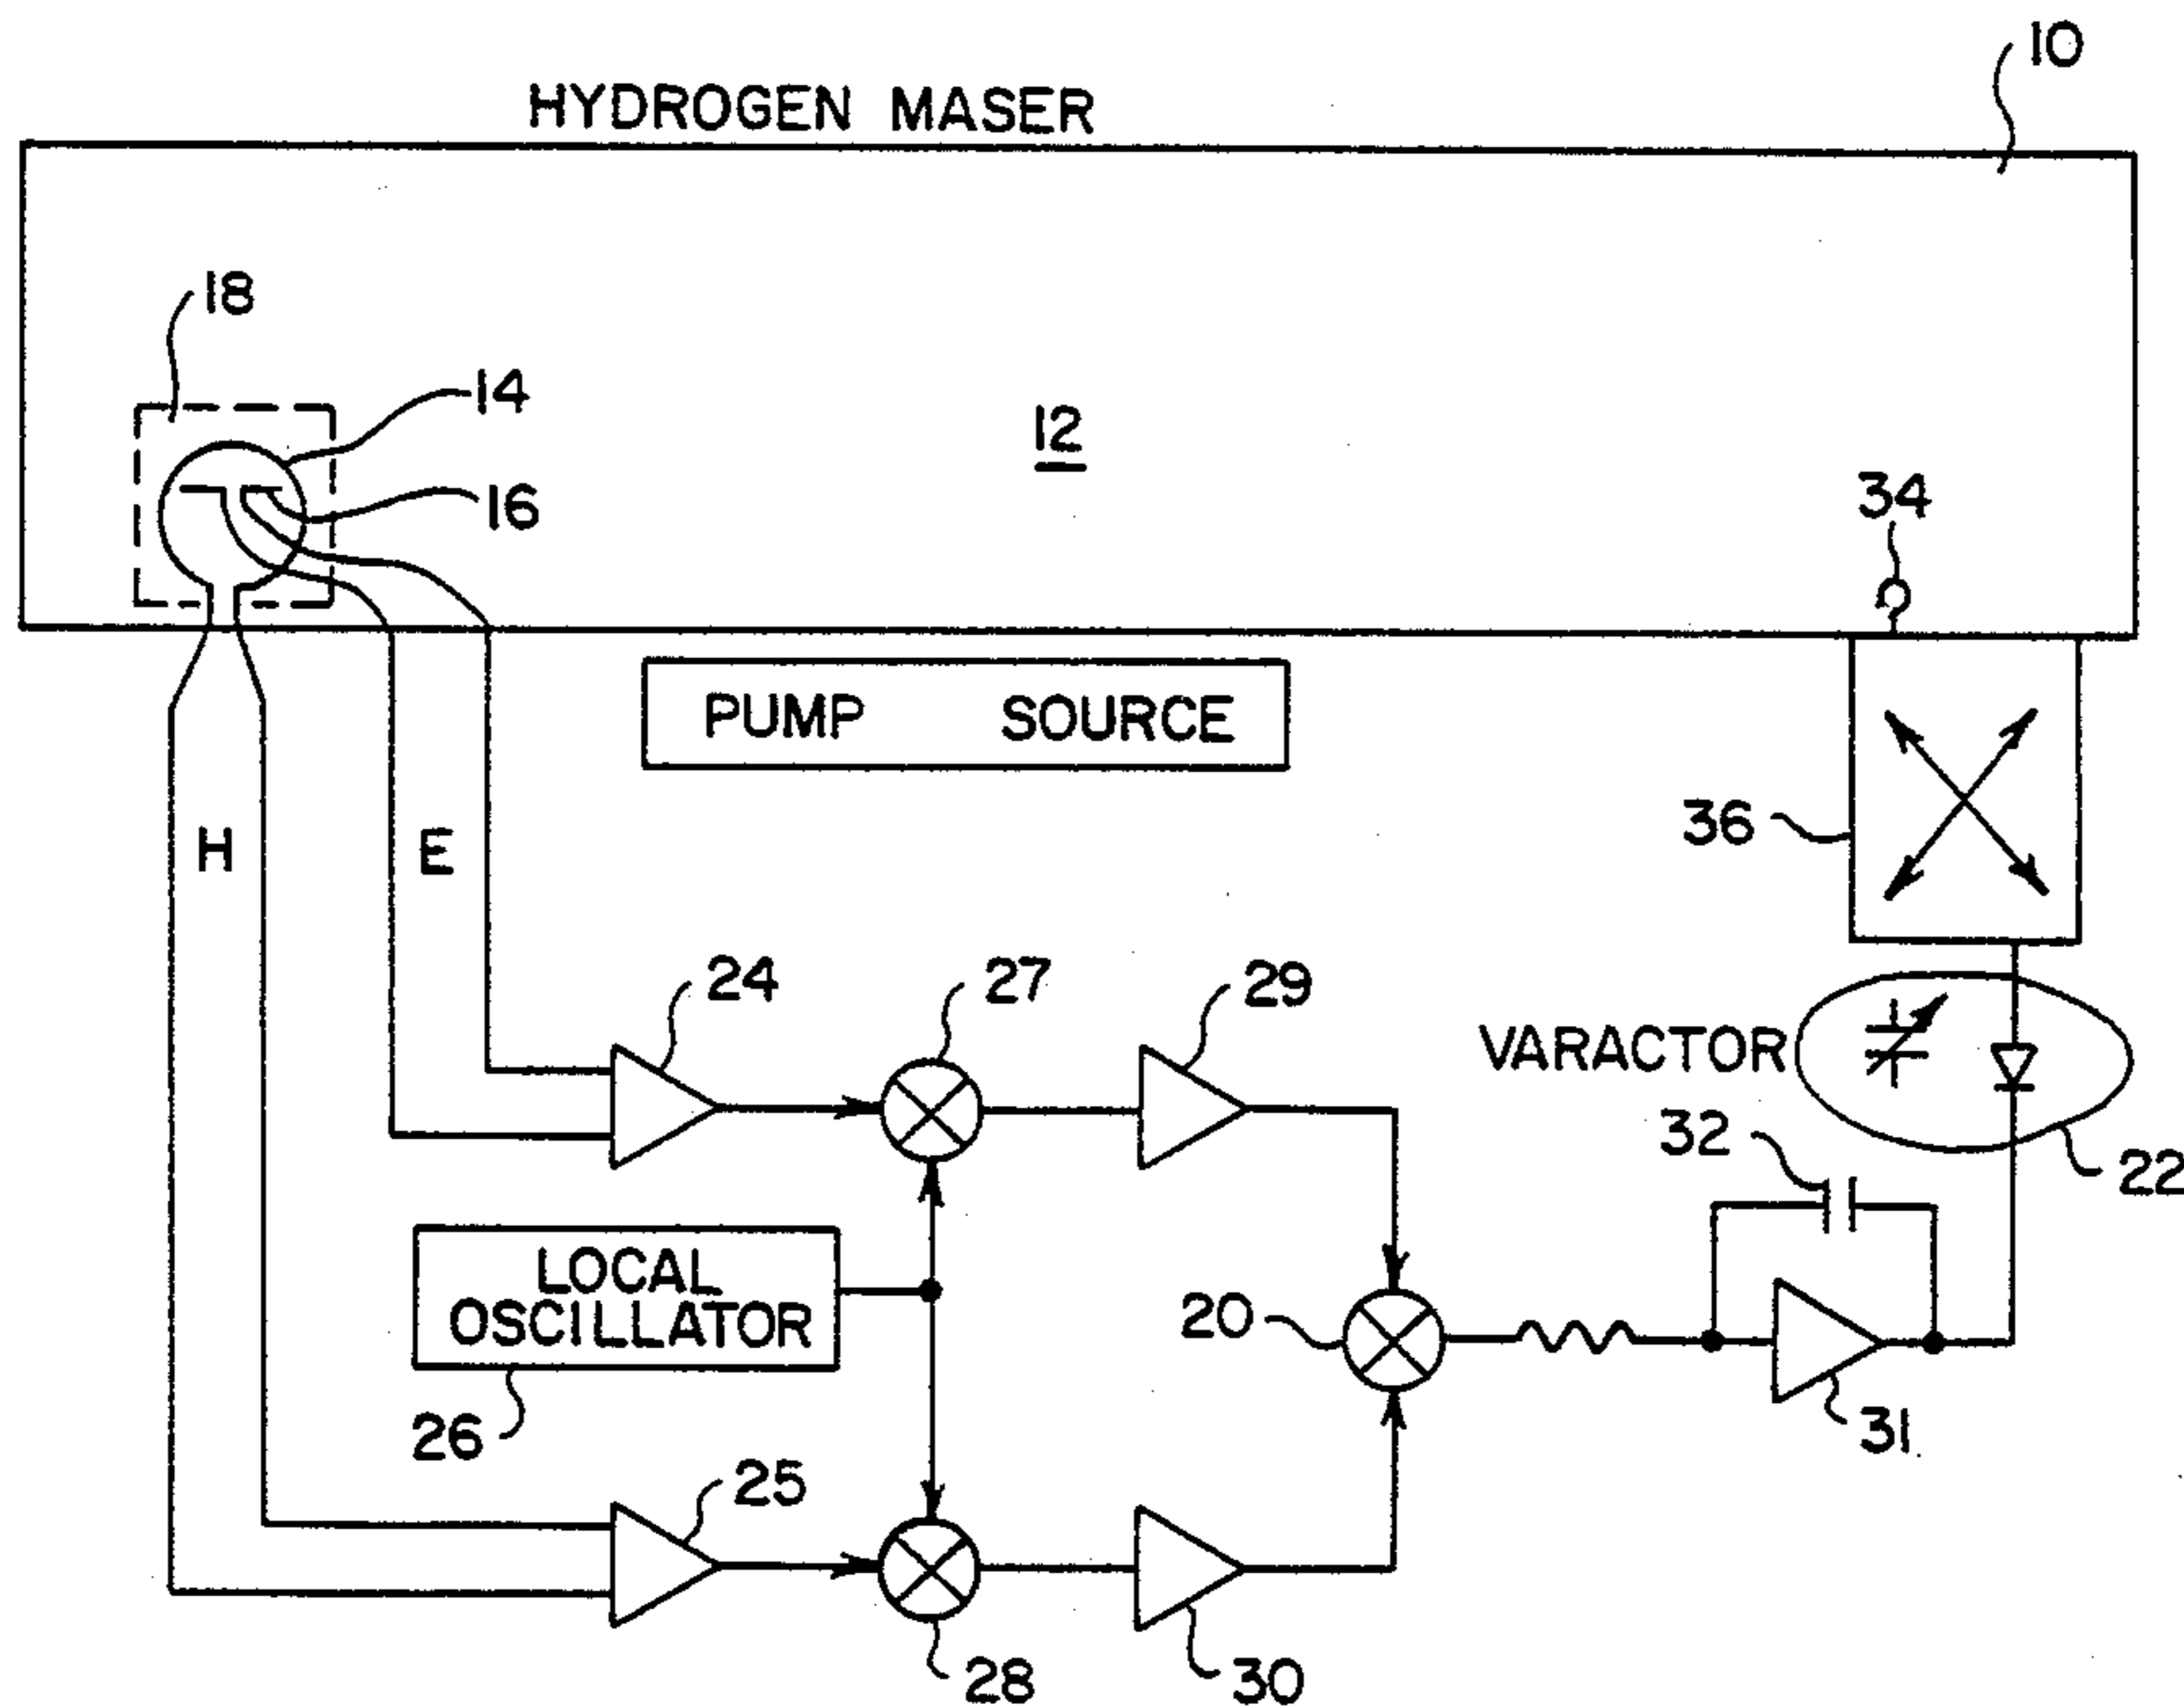 10
HYDROGEN MASER
18
14
12
16
34
PUMP SOURCE
36
H
E
24
27
29
VARACTOR
32
22
LOCAL
OSCILLATOR
20
26
31
25
28
30